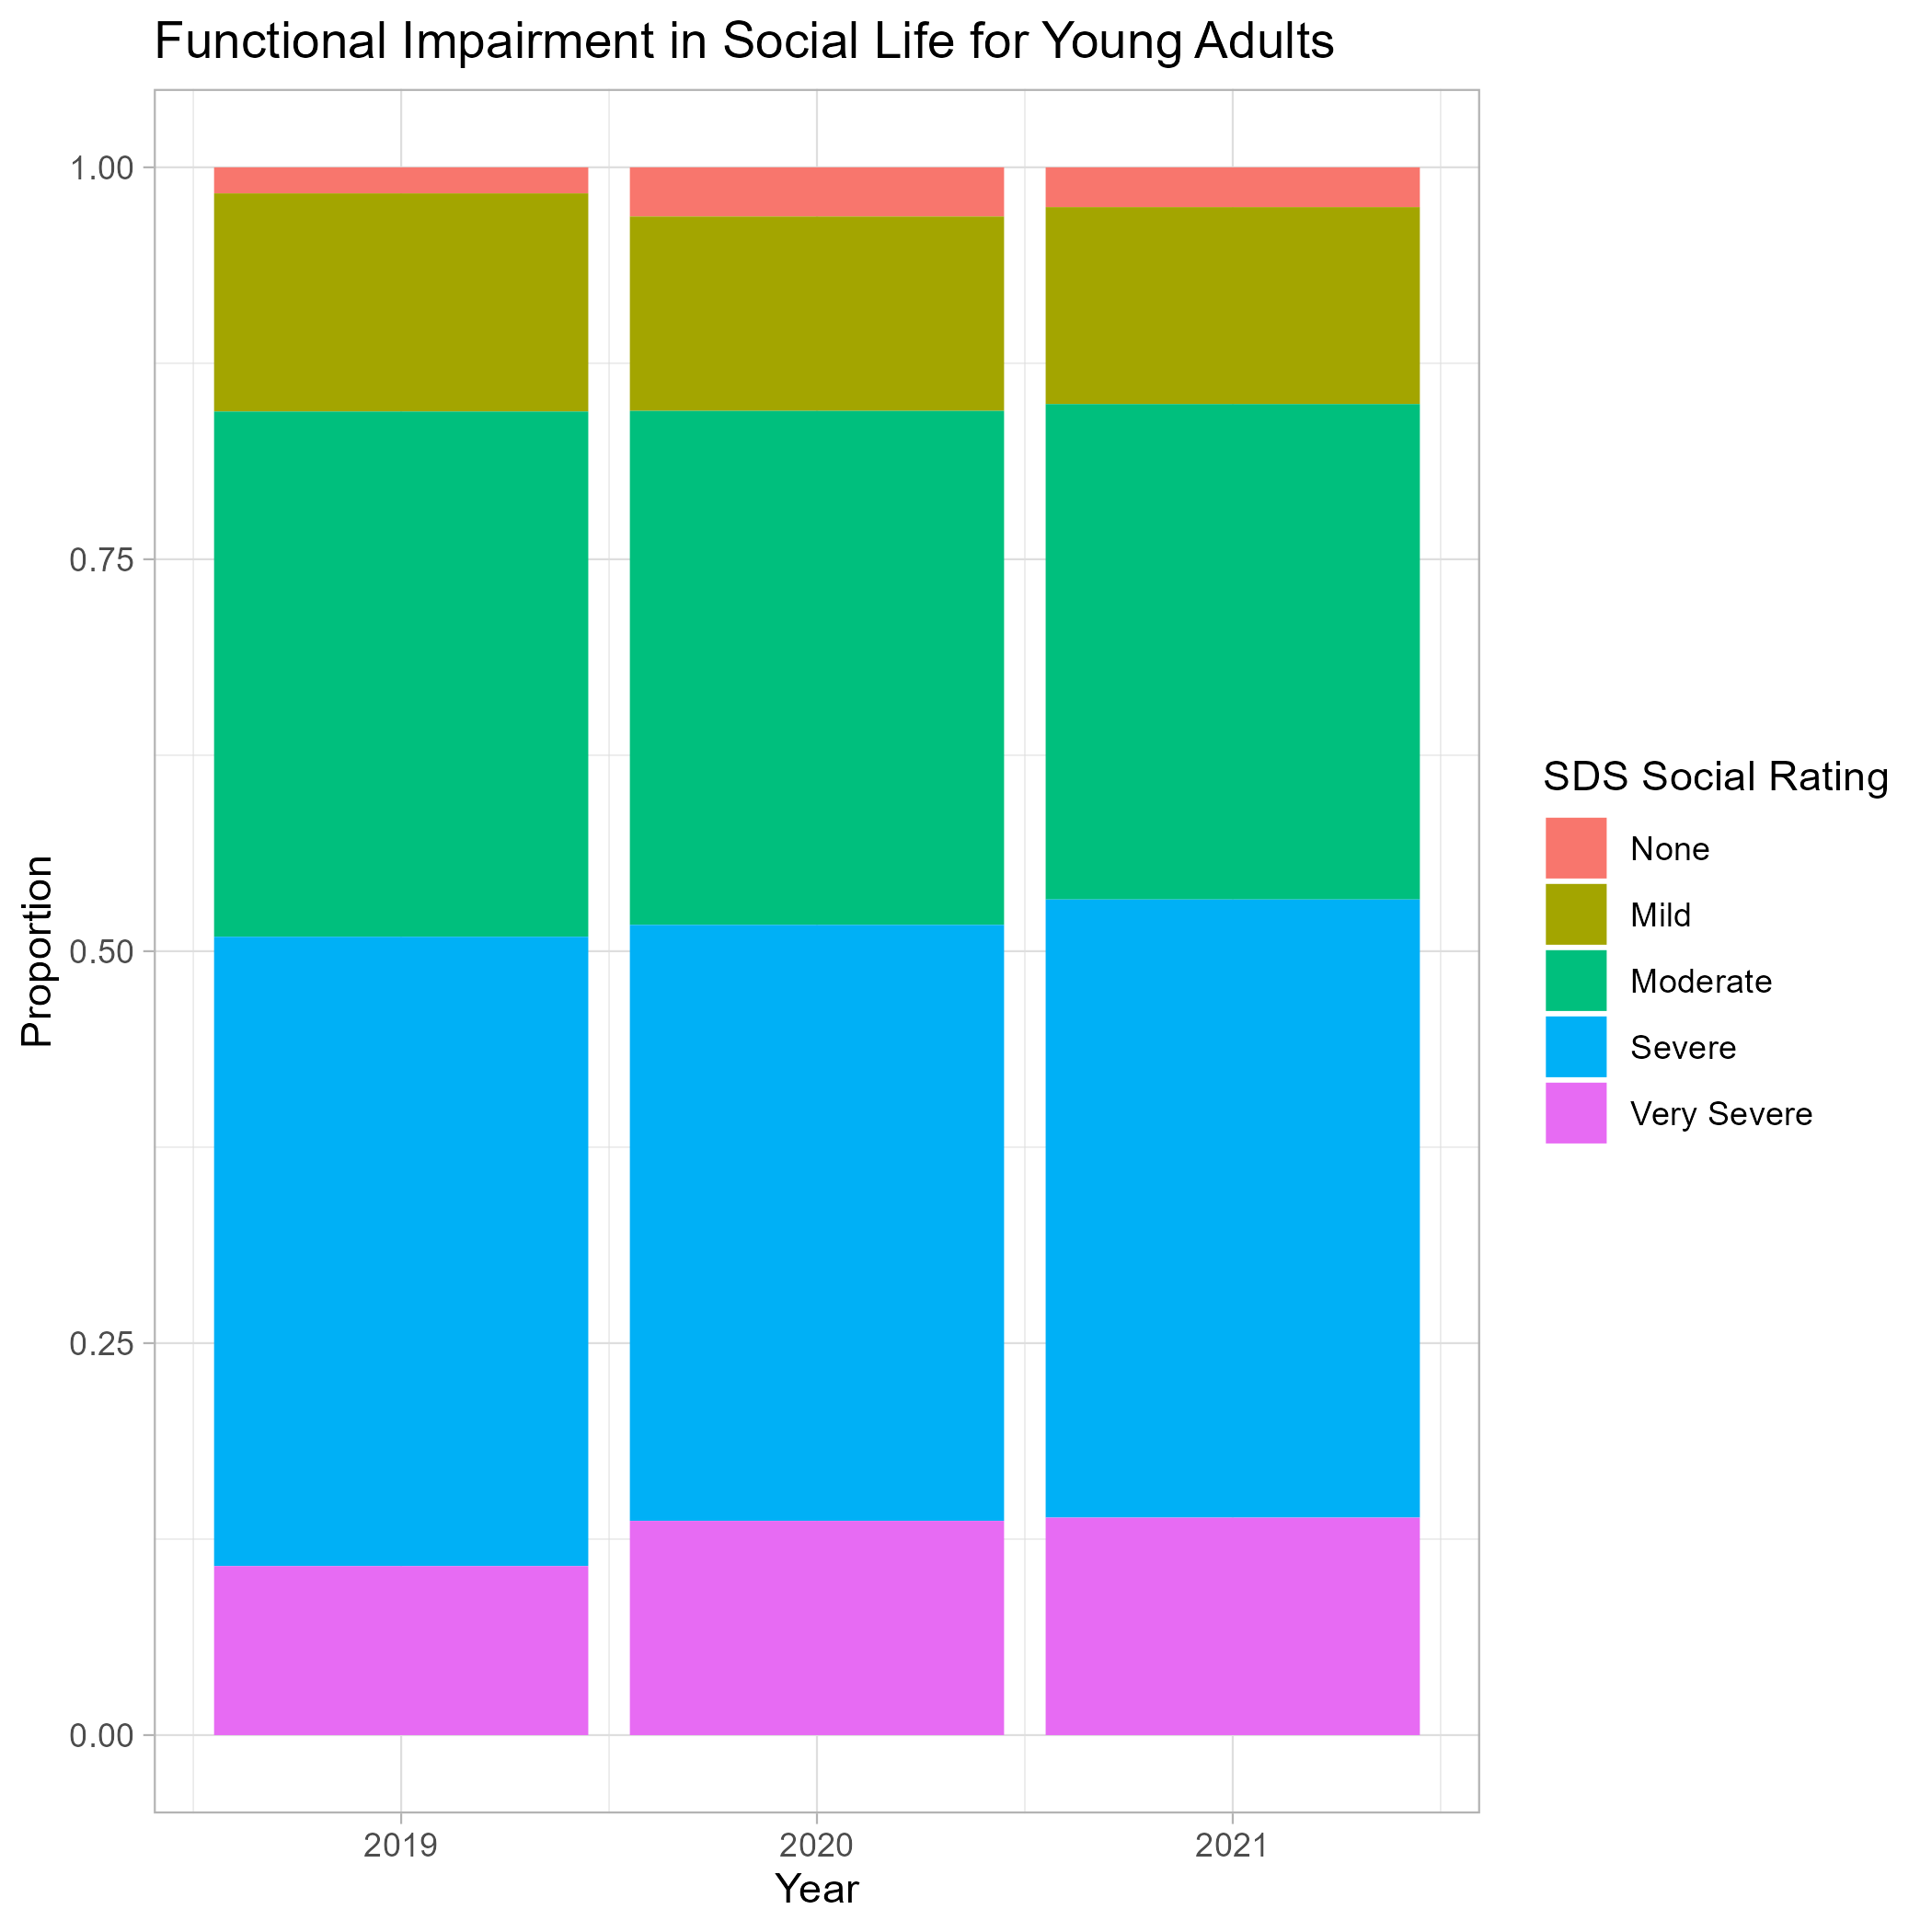 Functional Impairment in Social Life for Young Adults
1.00
0.75
0.50
0.25
0.00
Proportion
2019 2020 2021
Year
SDS Social Rating
None
Mild
Moderate
Severe
Very Severe